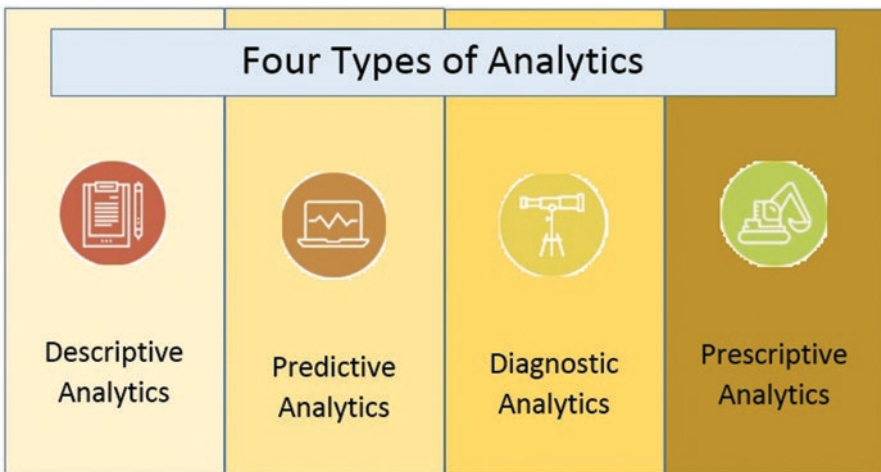 Four Types of Analytics
Descriptive
Analytics
Predictive
Analytics
Diagnostic
Analytics
Prescriptive
Analytics